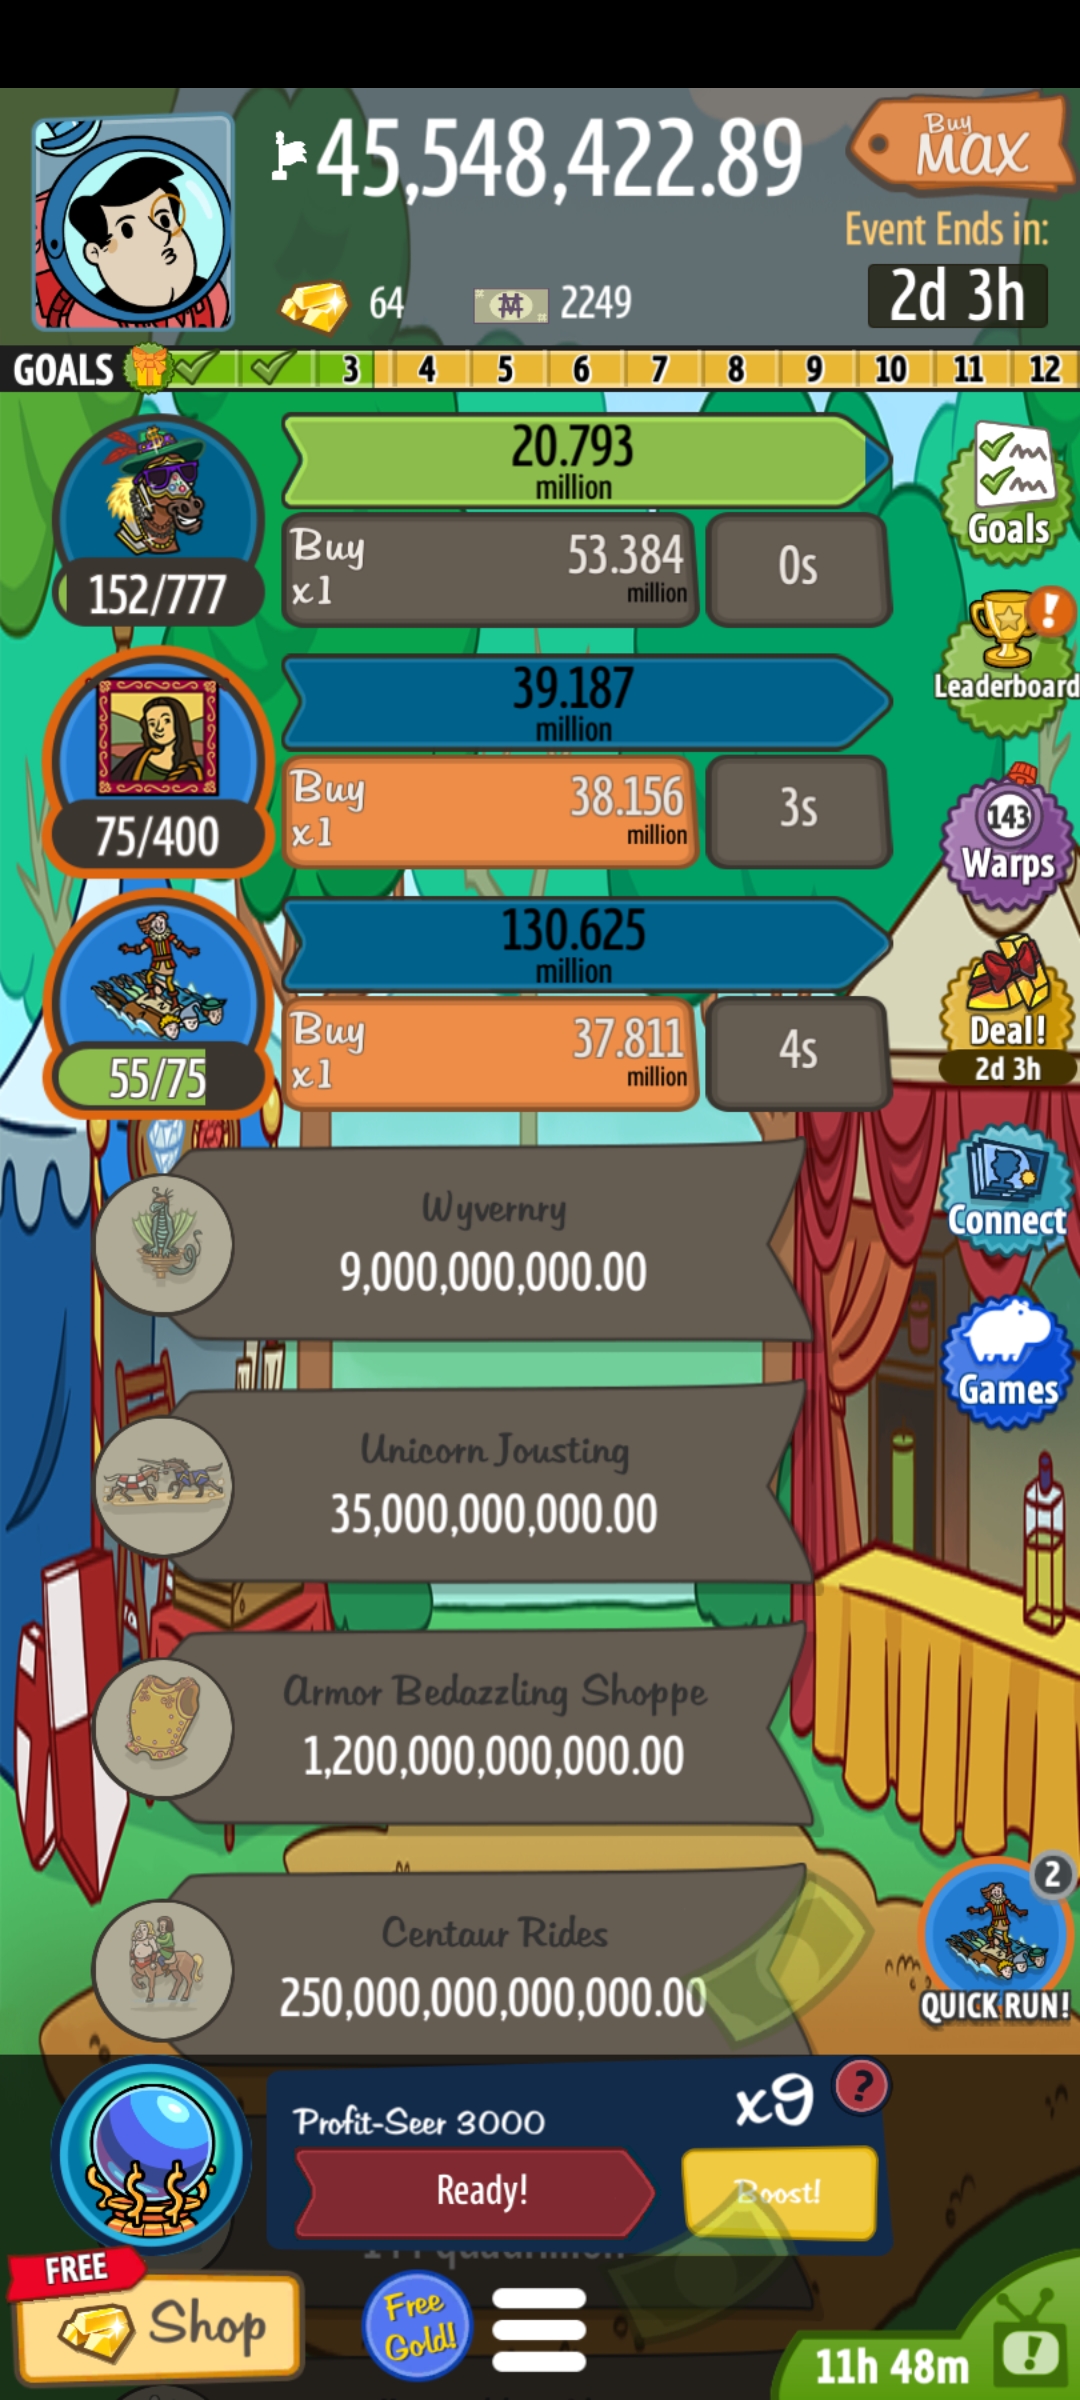 45,548,422.89
Buy
MAX
Event Ends in:
2d 3h
64
2249
GOALS 3 4 5 6 7 8 9 10 11 12
20.793
million
Buy
x1
53.384
million
0s
152/777
Goals
39.187
million
Buy
x1
38.156
million
3s
75/400
Leaderboard
143
Warps
130.625
million
Buy
x1
37.811
million
4s
55/75
Deal!
2d 3h
Wyvernry
9,000,000,000.00
Connect
Unicorn Jousting
35,000,000,000.00
Games
Armor Bedazzling Shoppe
1,200,000,000,000.00
Centaur Rides
250,000,000,000,000.00
2
QUICK RUN!
Profit-Seer 3000
x9
?
Ready!
Boost!
FREE
Shop
Free
Gold!
11h 48m